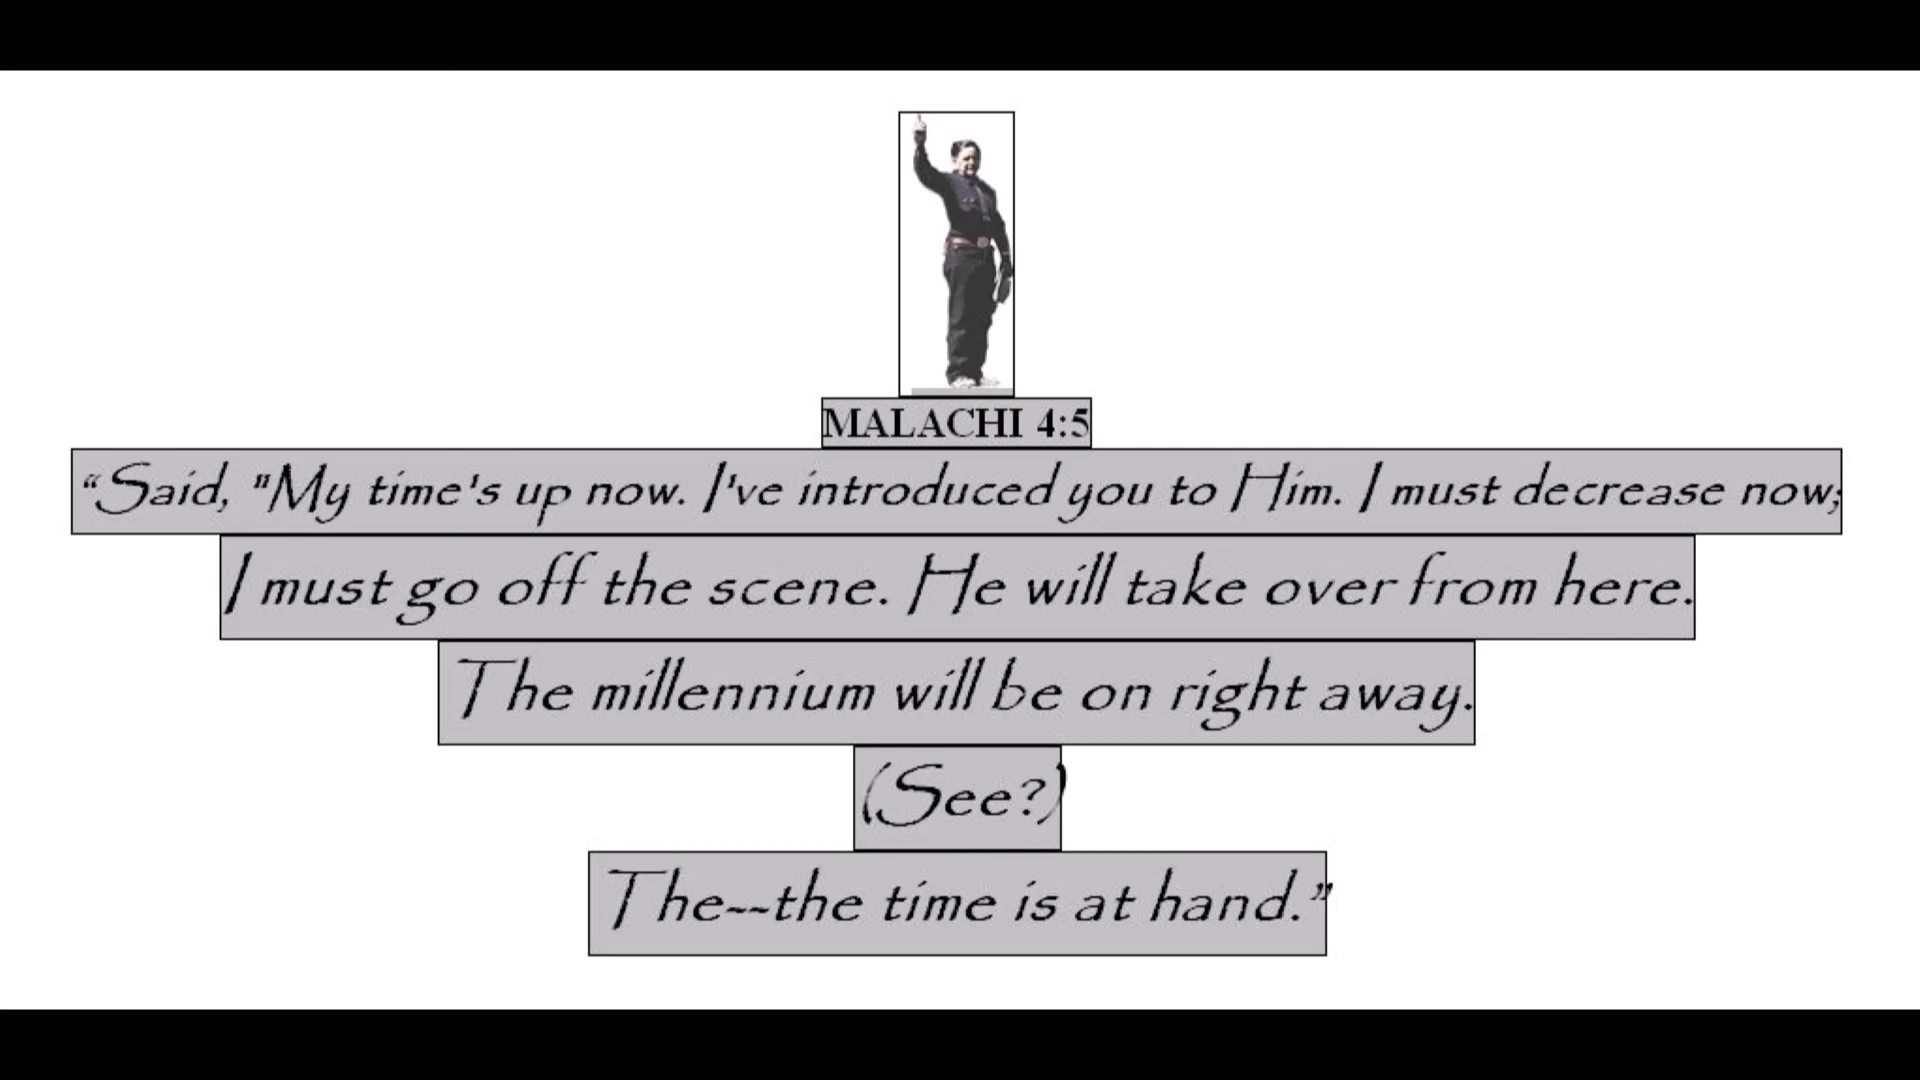 MALACHI 4:5
“Said, "My time's up now. I've introduced you to Him. I must decrease now;
I must go off the scene. He will take over from here.
The millennium will be on right away.
(See?)
The--the time is at hand.”